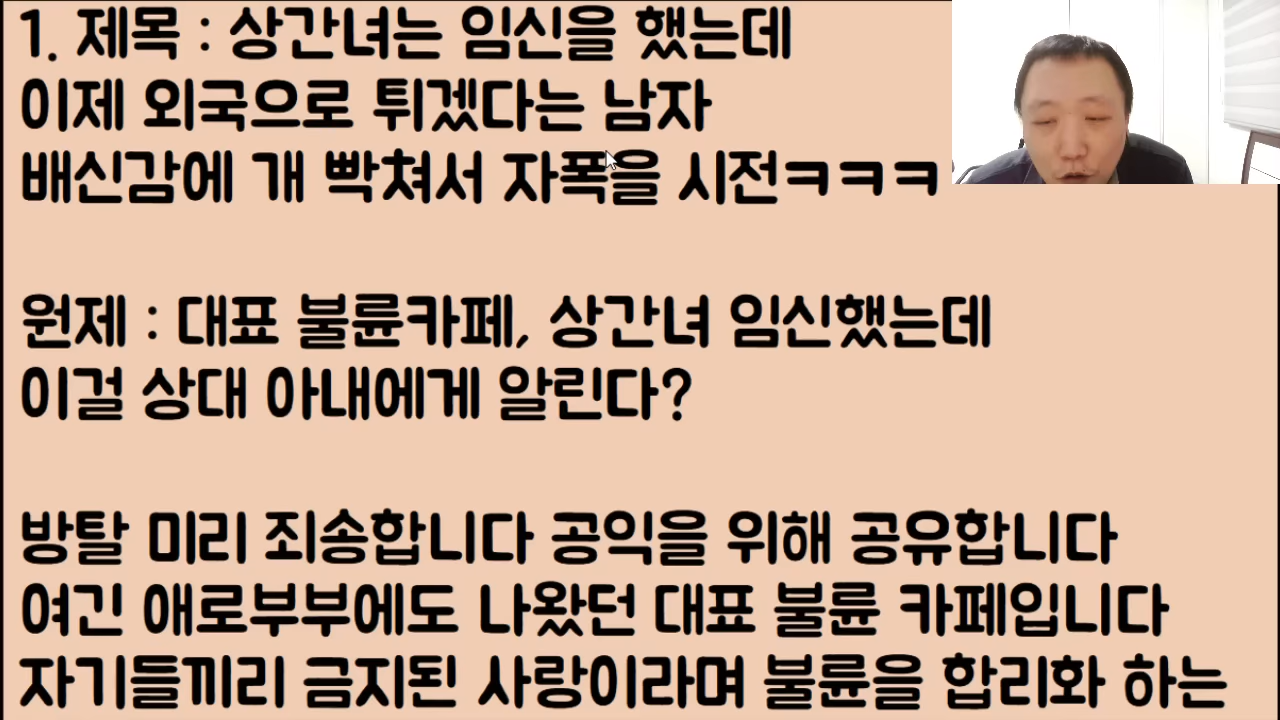 1. 제목 : 상간녀는 임신을 했는데
이제 외국으로 튀겠다는 남자
배신감에 개 빡쳐서 자폭을 시전ㅋㅋㅋ
원제 : 대표 불륜카페, 상간녀 임신했는데
이걸 상대 아내에게 알린다?
방탈 미리 죄송합니다 공익을 위해 공유합니다
여긴 애로부부에도 나왔던 대표 불륜 카페입니다
자기들끼리 금지된 사랑이라며 불륜을 합리화 하는